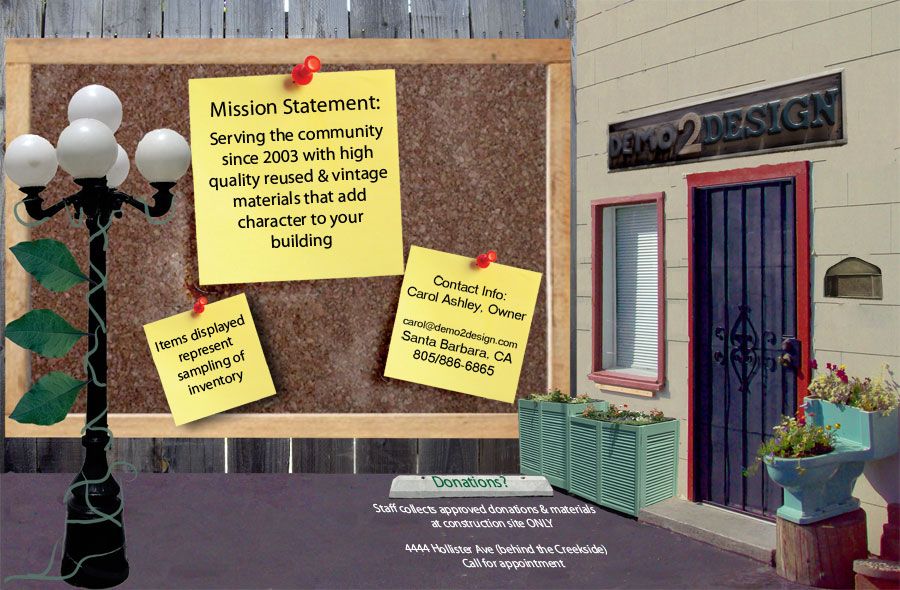 DEMO2DESIGN
Mission Statement:
Serving the community
since 2003 with high
quality reused & vintage
materials that add
character to your
building
Contact Info:
Carol Ashley, Owner
carol@demo2design.com
Santa Barbara, CA
805/886-6865
Items displayed
represent
sampling of
inventory
Donations?
Staff collects approved donations & materials
at construction site ONLY
4444 Hollister Ave (behind the Creekside)
Call for appointment